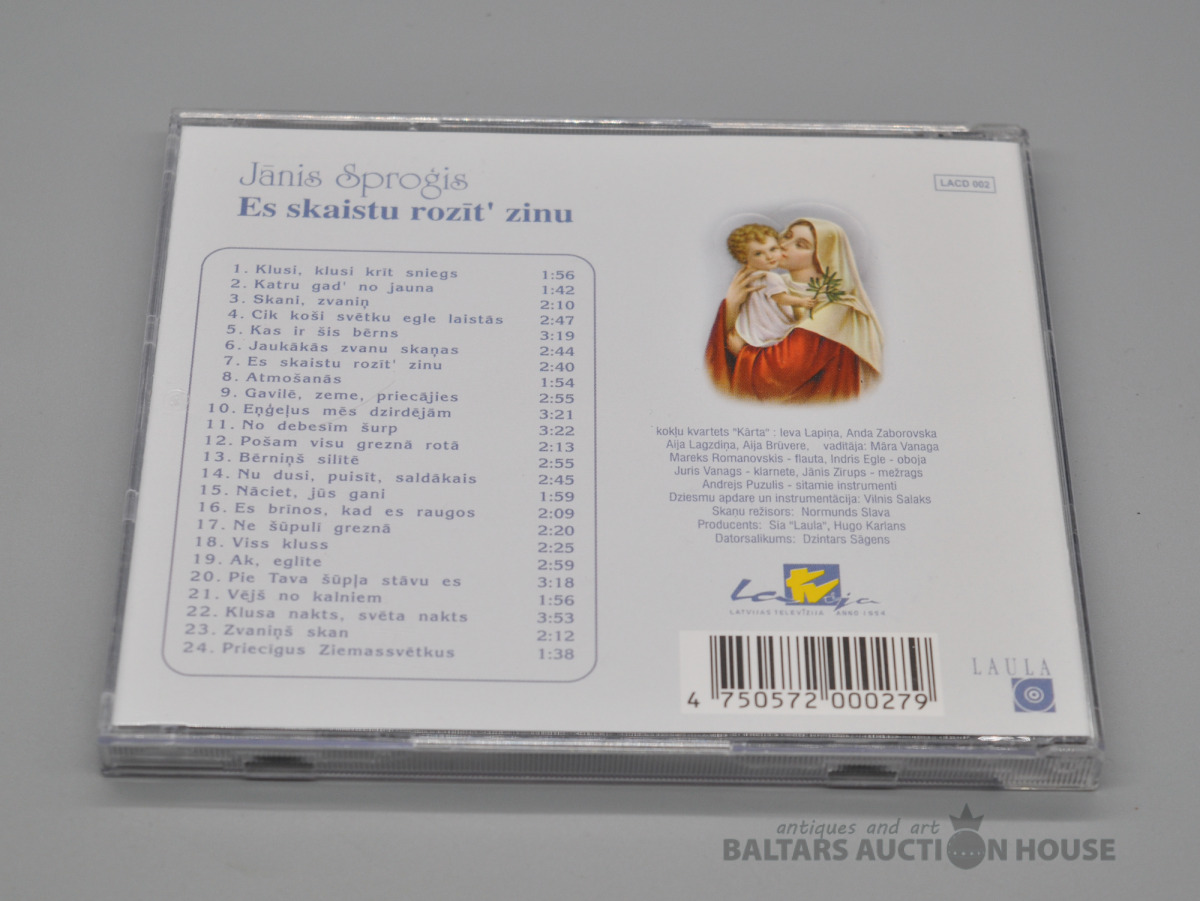 Jānis Sproģis
Es skaistu rozīt' zinu
LACD 002
1. Klusi, klusi krīt sniegs 1:56
2. Katru gad' no jauna 1:42
3. Skani, zvaniņ 2:10
4. Cik koši svētku egle laistās 2:47
5. Kas ir šis bērns 3:19
6. Jaukākās zvanu skaņas 2:44
7. Es skaistu rozīt' zinu 2:40
8. Atmošanās 1:54
9. Gavilē, zeme, priecājies 2:55
10. Eņģeļus mēs dzirdējām 3:21
11. No debesīm šurp 3:22
12. Pošam visu greznā rotā 2:13
13. Bērniņš silītē 2:55
14. Nu dusi, puisīt, saldākais 2:45
15. Nāciet, jūs gani 1:59
16. Es brīnos, kad es raugos 2:09
17. Ne šūpulī greznā 2:20
18. Viss kluss 2:25
19. Ak, eglīte 2:59
20. Pie Tava šūpļa stāvu es 3:18
21. Vējš no kalniem 1:56
22. Klusa nakts, svēta nakts 3:53
23. Zvaniņš skan 2:12
24. Priecīgus Ziemassvētkus 1:38
kokļu kvartets "Kārta" : Ieva Lapiņa, Anda Zaborovska
Aija Lagzdiņa, Aija Brūvere, vadītāja: Māra Vanaga
Mareks Romanovskis - flauta, Indris Egle - oboja
Juris Vanags - klarnete, Jānis Zirups - mežrags
Andrejs Puzulis - sitamie instrumenti
Dziesmu apdare un instrumentācija: Vilnis Salaks
Skaņu režisors: Normunds Slava
Producents: Sia "Laula", Hugo Karlans
Datorsalikums: Dzintars Sāgens
LATVIJAS TELEVĪZIJA ANNO 1954
4 750572 000279
LAULA
antiques and art
BALTARS AUCTION HOUSE